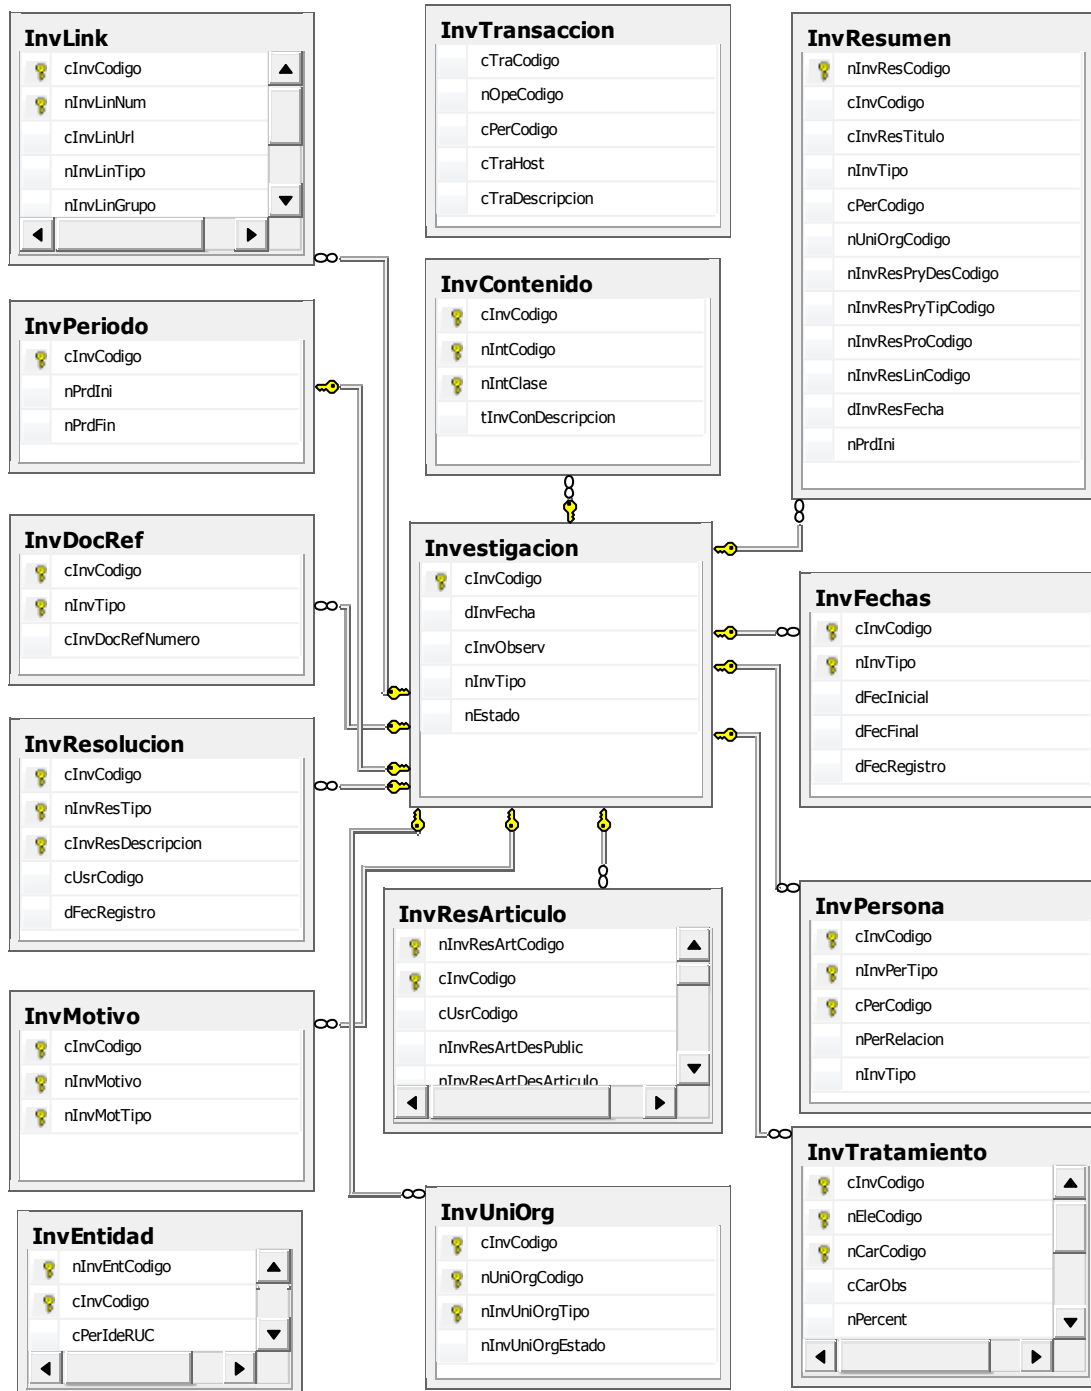 InvLink
cInvCodigo
nInvLinNum
cInvLinUrl
nInvLinTipo
nInvLinGrupo
InvTransaccion
cTraCodigo
nOpeCodigo
cPerCodigo
cTraHost
cTraDescripcion
InvResumen
nInvResCodigo
cInvCodigo
cInvResTitulo
nInvTipo
cPerCodigo
nUniOrgCodigo
nInvResPryDesCodigo
nInvResPryTipCodigo
nInvResProCodigo
nInvResLinCodigo
dInvResFecha
nPrdIni
InvPeriodo
cInvCodigo
nPrdIni
nPrdFin
InvContenido
cInvCodigo
nIntCodigo
nIntClase
tInvConDescripcion
InvDocRef
cInvCodigo
nInvTipo
cInvDocRefNumero
Investigacion
cInvCodigo
dInvFecha
cInvObserv
nInvTipo
nEstado
InvFechas
cInvCodigo
nInvTipo
dFecInicial
dFecFinal
dFecRegistro
InvResolucion
cInvCodigo
nInvResTipo
cInvResDescripcion
cUsrCodigo
dFecRegistro
InvResArticulo
nInvResArtCodigo
cInvCodigo
cUsrCodigo
nInvResArtDesPublic
nInvResArtDesArticulo
InvPersona
cInvCodigo
nInvPerTipo
cPerCodigo
nPerRelacion
nInvTipo
InvMotivo
cInvCodigo
nInvMotivo
nInvMotTipo
InvTratamiento
cInvCodigo
nEleCodigo
nCarCodigo
cCarObs
nPercent
InvEntidad
nInvEntCodigo
cInvCodigo
cPerIdeRUC
InvUniOrg
cInvCodigo
nUniOrgCodigo
nInvUniOrgTipo
nInvUniOrgEstado